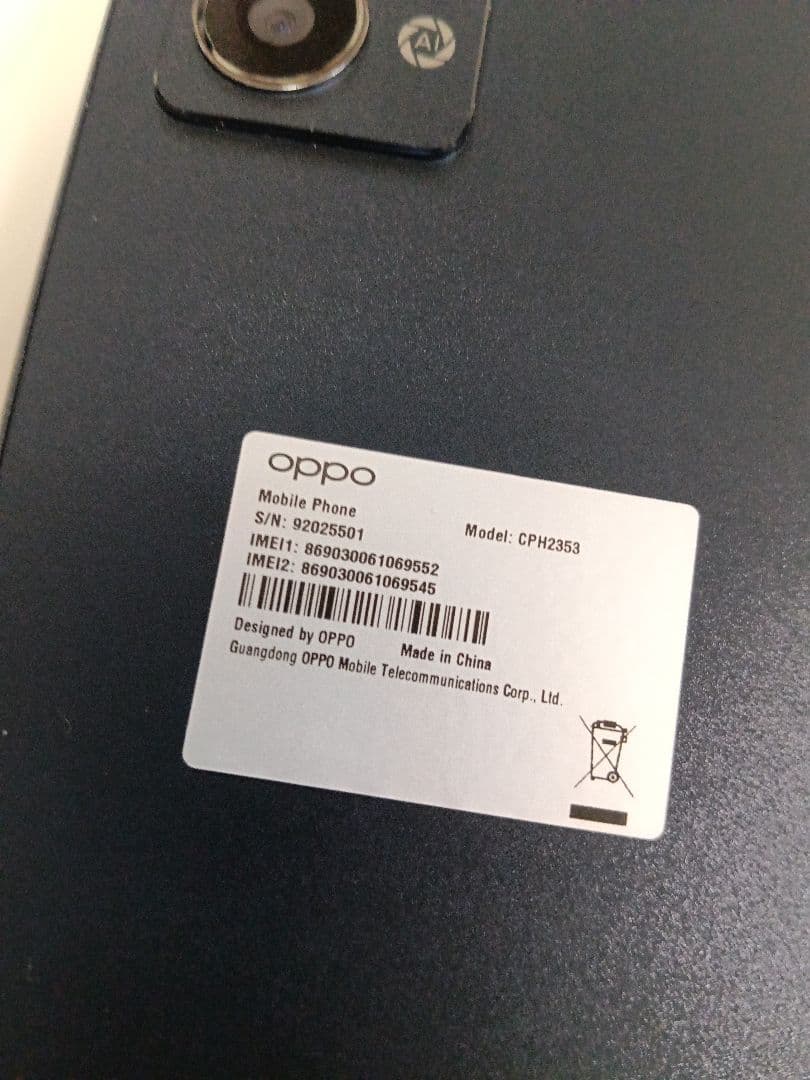 AI
oppo
Mobile Phone
S/N: 92025501 Model: CPH2353
IMEI1: 869030061069552
IMEI2: 869030061069545
Designed by OPPO Made in China
Guangdong OPPO Mobile Telecommunications Corp., Ltd.